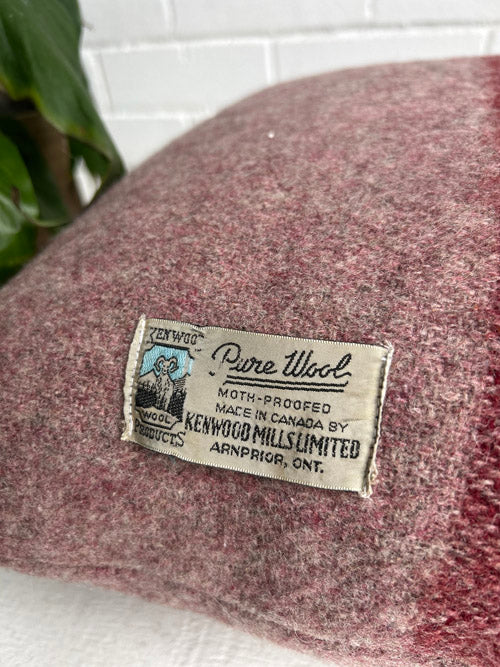 KENWOOD
WOOL
PRODUCTS
Pure Wool
MOTH-PROOFED
MADE IN CANADA BY
KENWOOD MILLS LIMITED
ARNPRIOR, ONT.